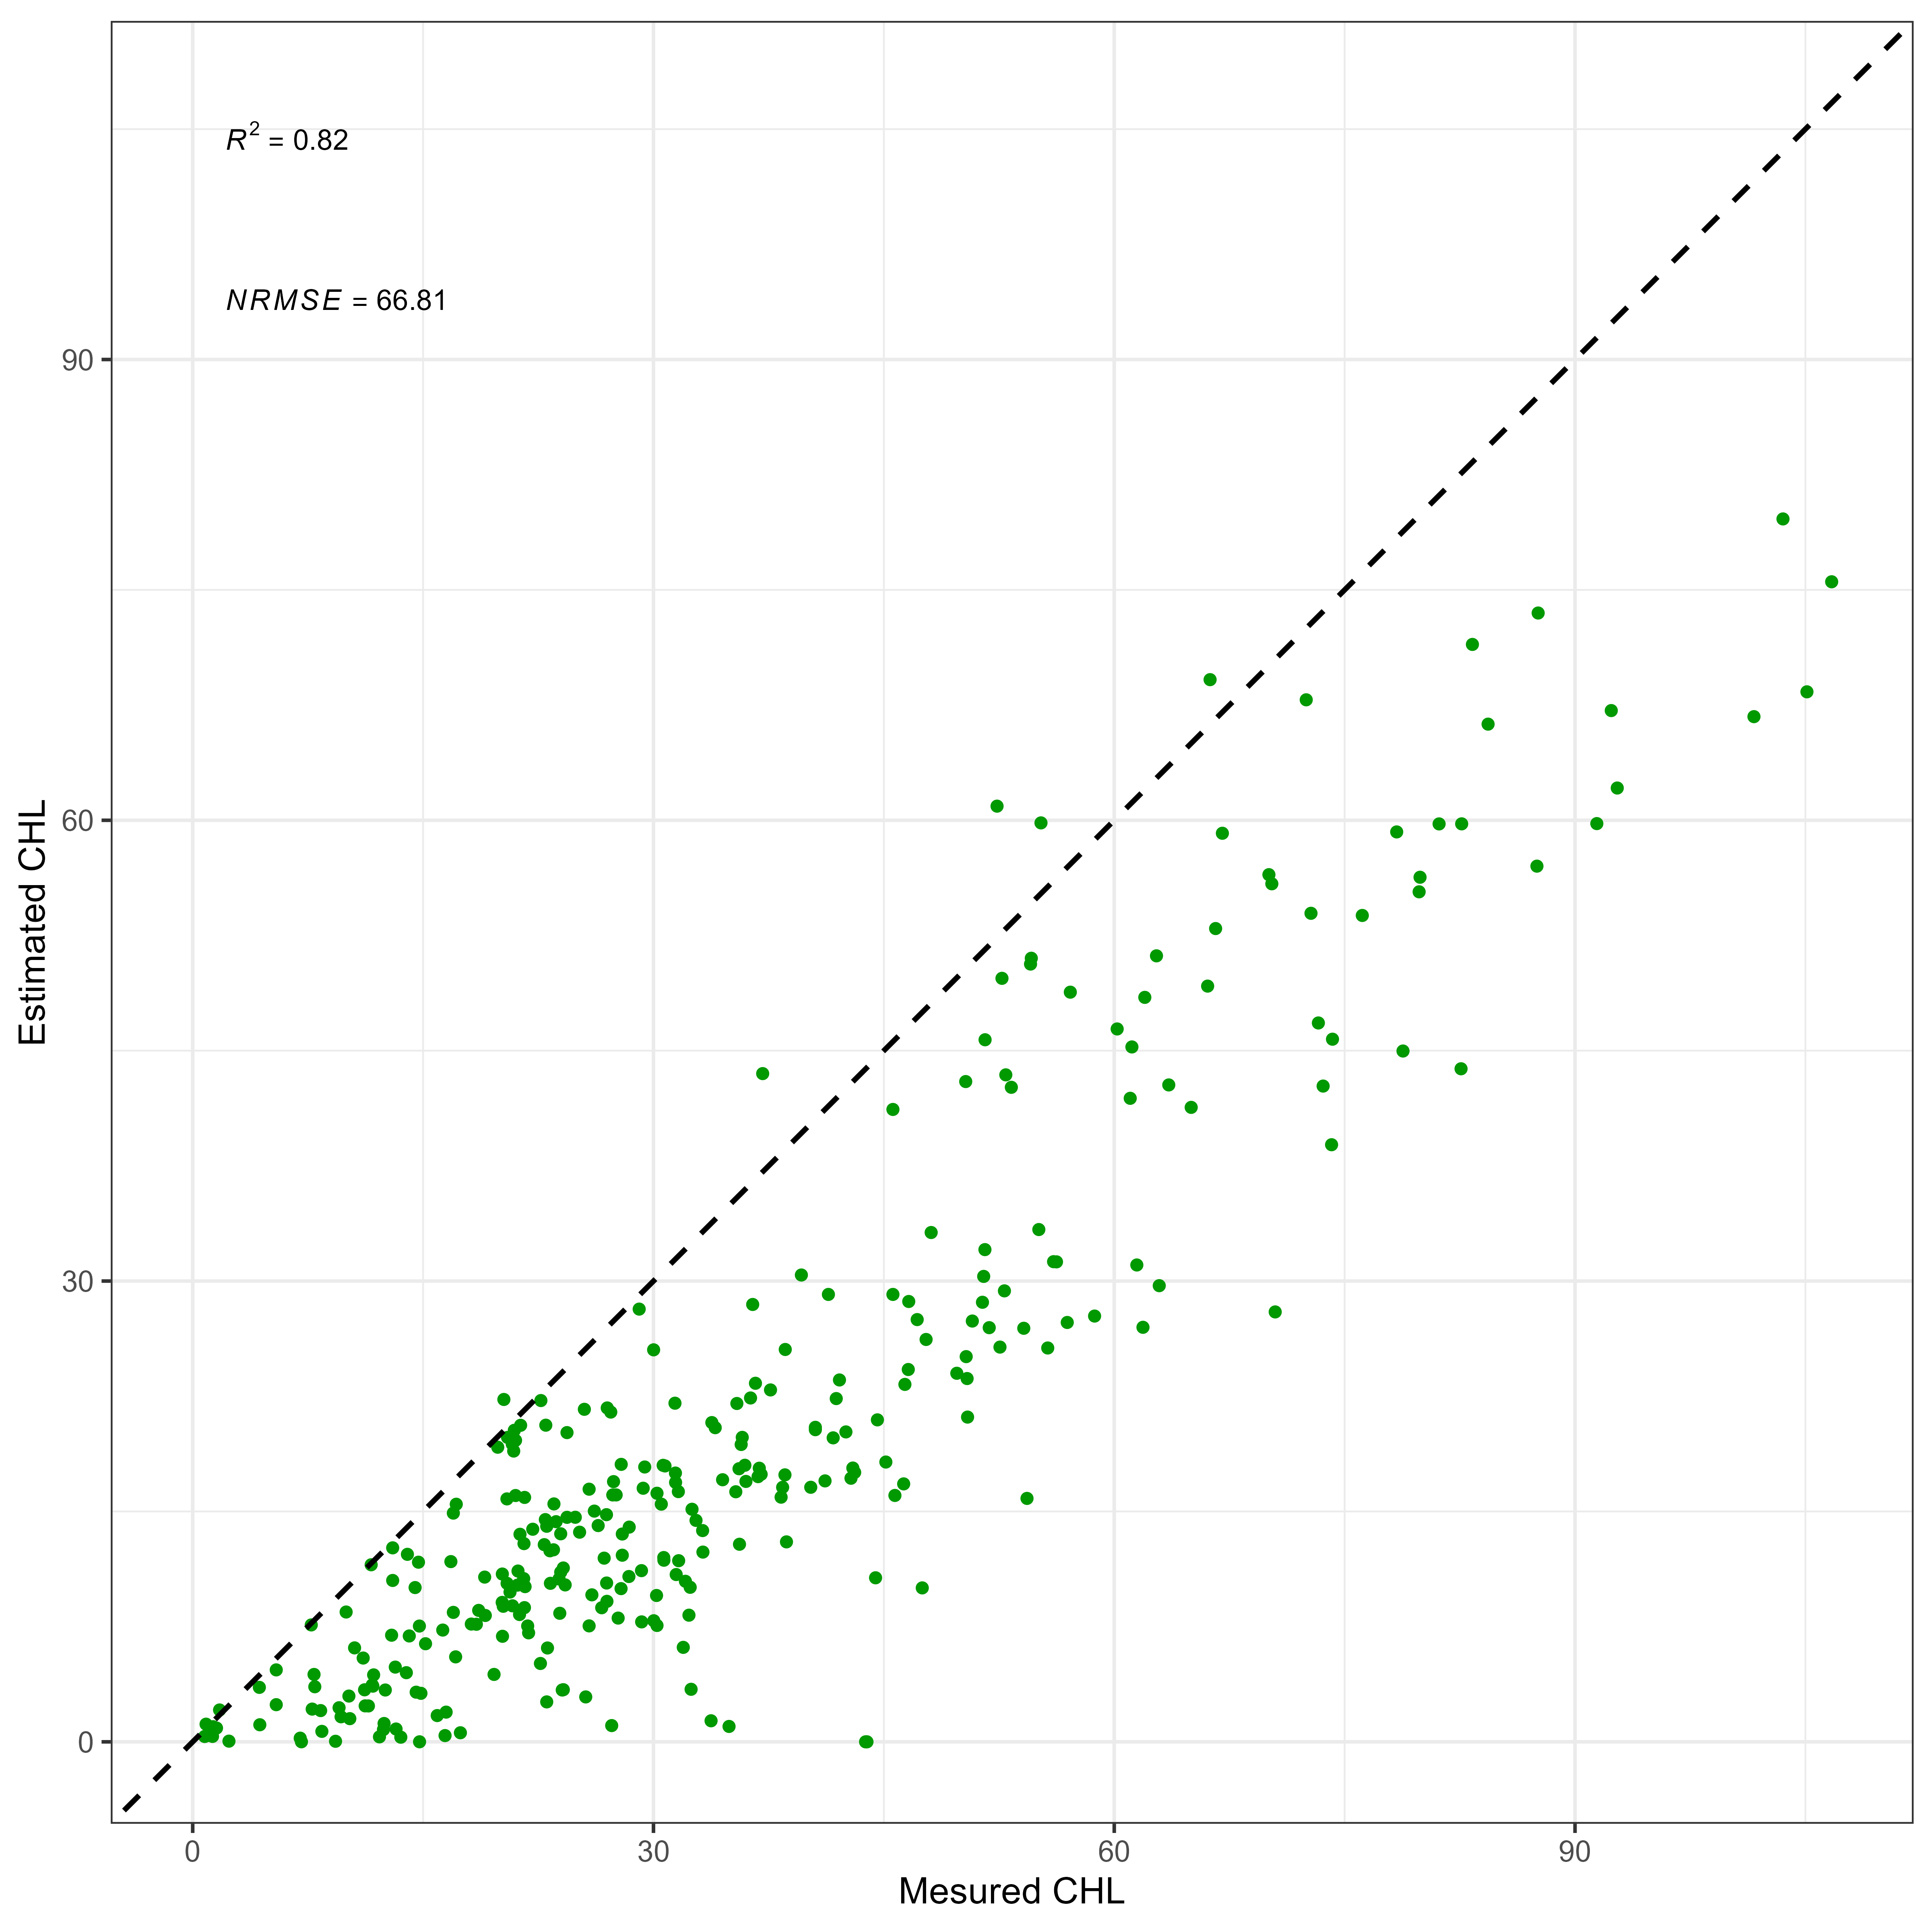 R² = 0.82
NRMSE = 66.81
90
60
30
0
Estimated CHL
0 30 60 90
Mesured CHL